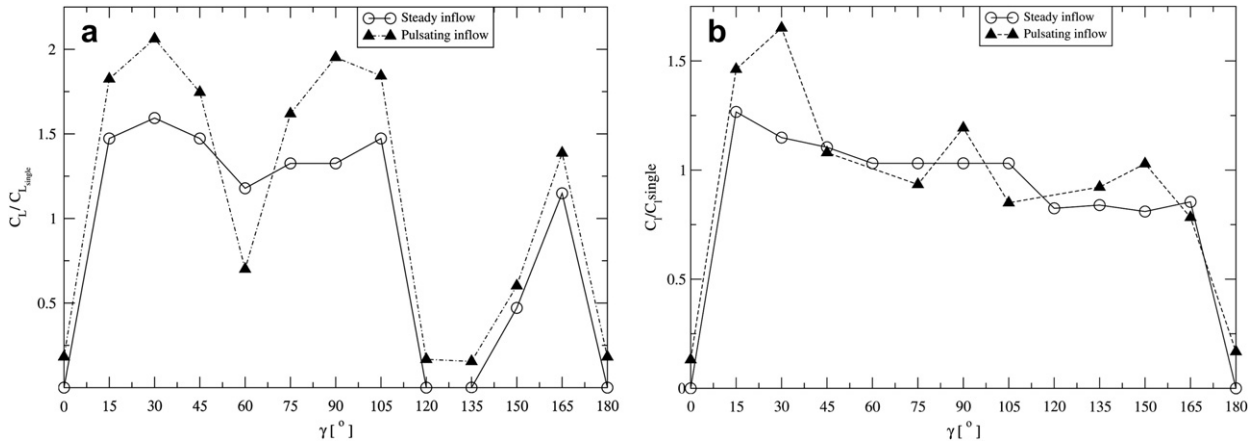 a
Steady inflow
Pulsating inflow
2
1.5
1
0.5
0
C_L / C_L_single
0 15 30 45 60 75 90 105 120 135 150 165 180
γ [ ° ]
b
Steady inflow
Pulsating inflow
1.5
1
0.5
0
C_l/C_l single
0 15 30 45 60 75 90 105 120 135 150 165 180
γ [ ° ]